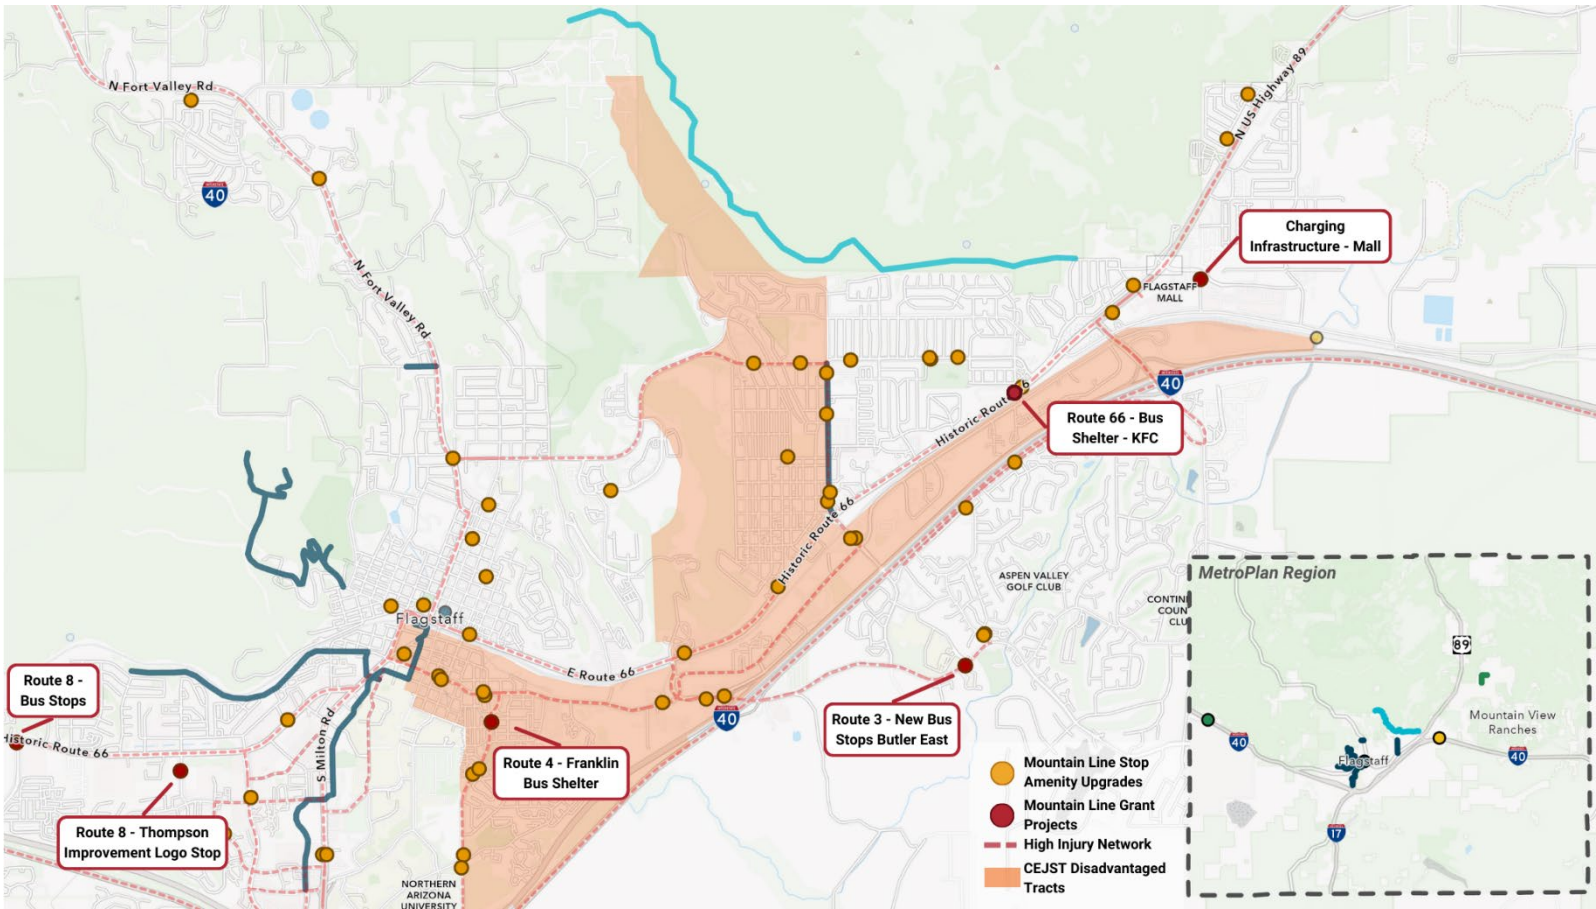 N Fort Valley Rd
40
N Fort Valley Rd
N US Highway 89
Charging
Infrastructure - Mall
FLAGSTAFF
MALL
40
Route 66 - Bus
Shelter - KFC
Historic Route 66
Historic Route 66
ASPEN VALLEY
GOLF CLUB
Flagstaff
E Route 66
Route 8 -
Bus Stops
Historic Route 66
S Milton Rd
Route 8 - Thompson
Improvement Logo Stop
Route 4 - Franklin
Bus Shelter
40
Route 3 - New Bus
Stops Butler East
NORTHERN
ARIZONA
UNIVERSITY
Mountain Line Stop
Amenity Upgrades
Mountain Line Grant
Projects
High Injury Network
CEJST Disadvantaged
Tracts
MetroPlan Region
89
Mountain View
Ranches
40
40
Flagstaff
17